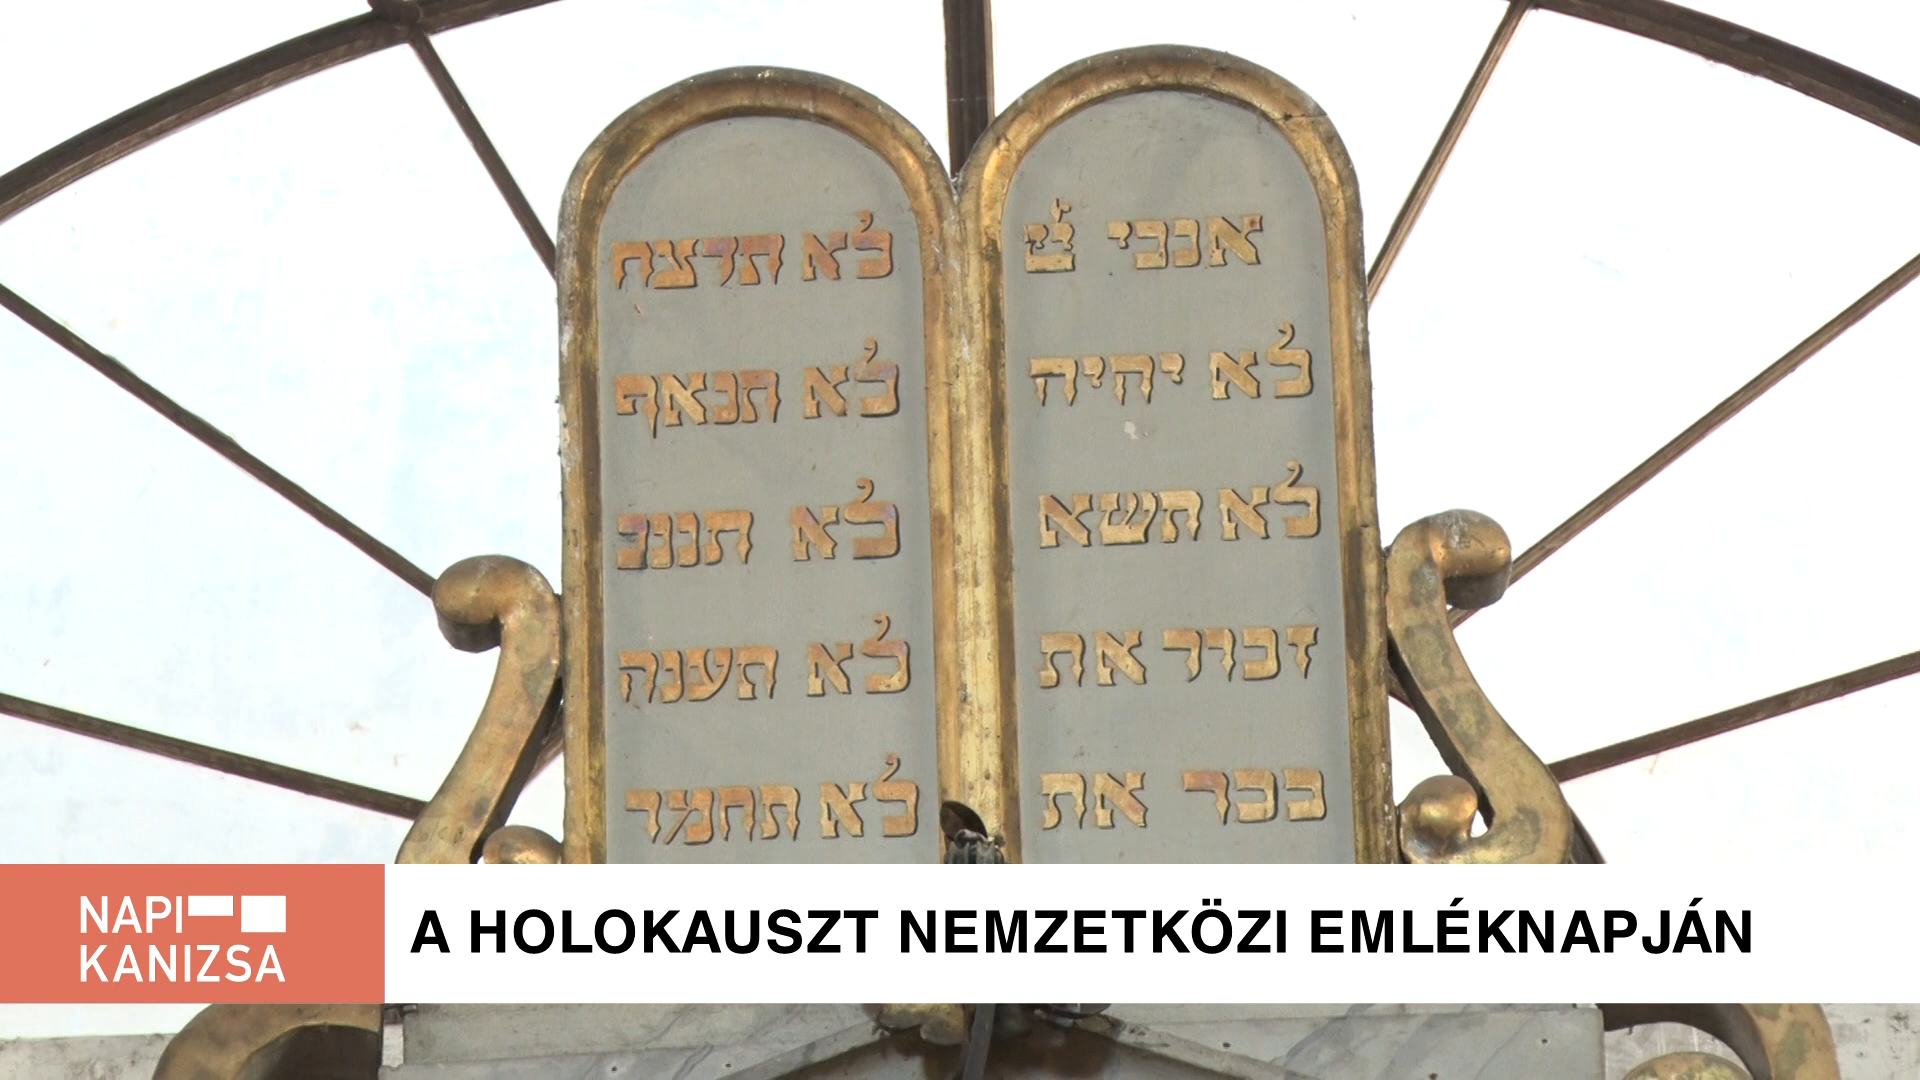 אנכי
לא יהיה
לא תשא
זכור את
כבד את
לא תרצח
לא תנאף
לא תגנב
לא תענה
לא תחמד
NAPI
KANIZSA
A HOLOKAUSZT NEMZETKÖZI EMLÉKNAPJÁN